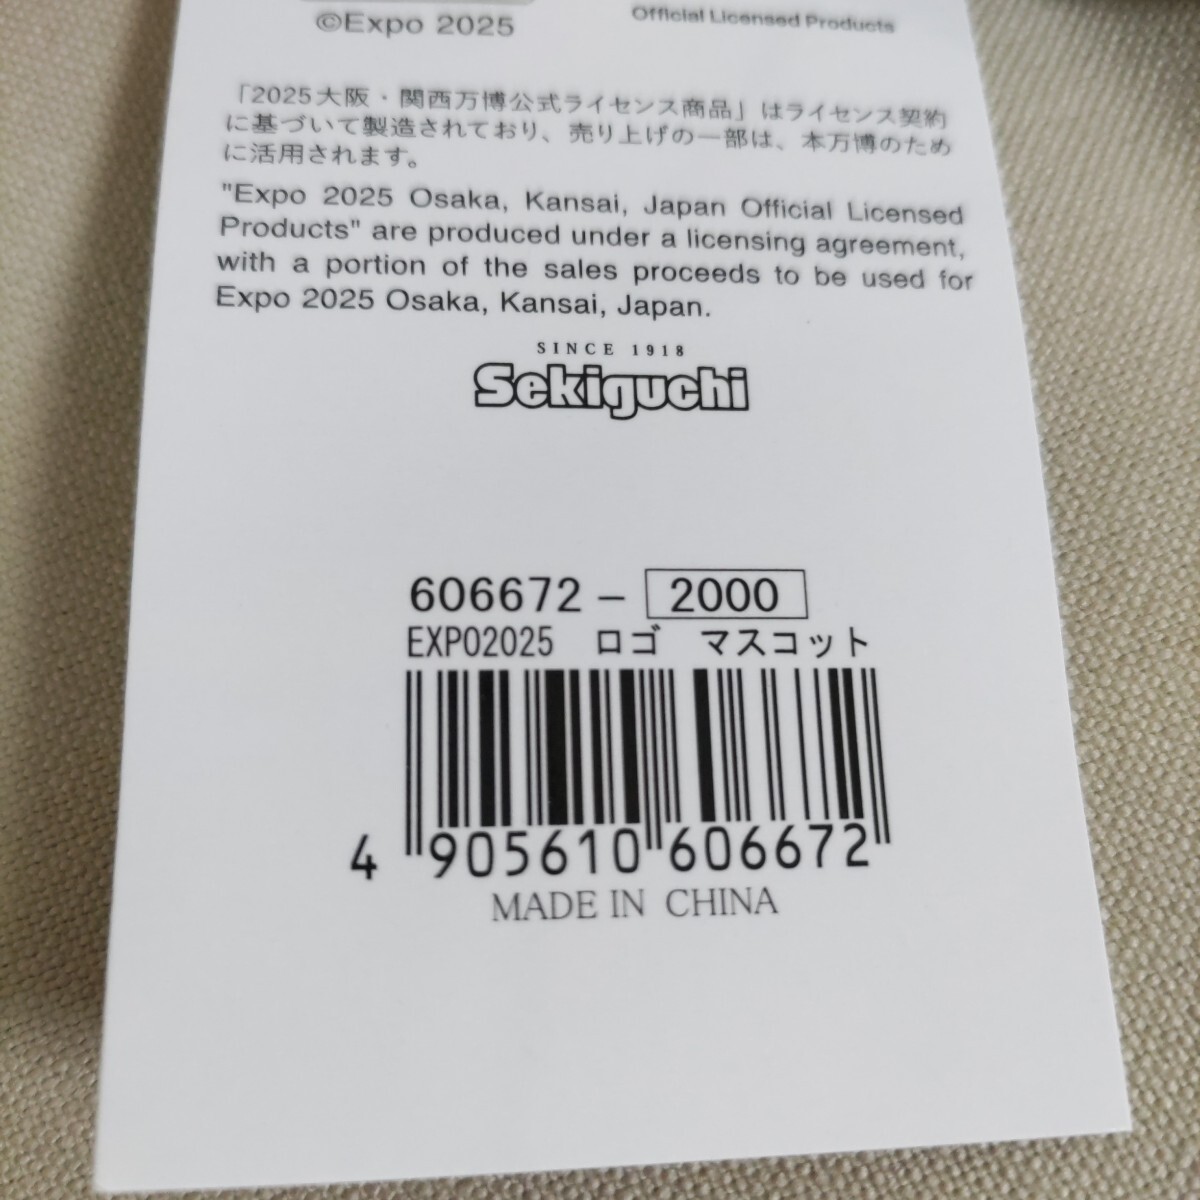 ©Expo 2025
Official Licensed Products
「2025大阪・関西万博公式ライセンス商品」はライセンス契約
に基づいて製造されており、売り上げの一部は、本万博のため
に活用されます。
"Expo 2025 Osaka, Kansai, Japan Official Licensed
Products" are produced under a licensing agreement,
with a portion of the sales proceeds to be used for
Expo 2025 Osaka, Kansai, Japan.
SINCE 1918
Sekiguchi
606672 - 2000
EXPO2025 ロゴ マスコット
4 905610 606672
MADE IN CHINA